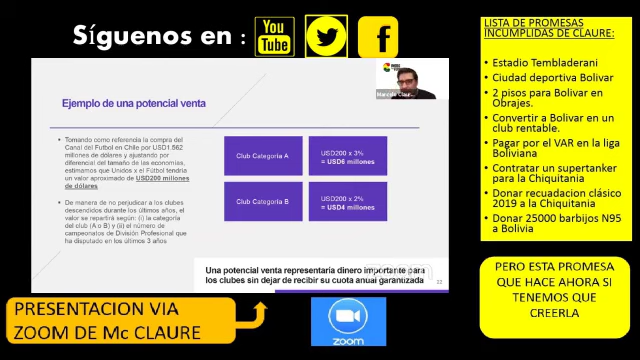 Síguenos en :
You
Tube
f
Ejemplo de una potencial venta
Tomando como referencia la compra del
Canal del Fútbol en Chile por USD1.562
millones de dólares y ajustando por
diferencial del tamaño de las economías,
estimamos que Unidos x el Fútbol tendría
un valor aproximado de USD200 millones
de dólares
De manera de no perjudicar a los clubes
descendidos durante los últimos años, el
valor se repartirá según: (i) la categoría
del club (A o B) y (ii) el número de
campeonatos de División Profesional que
ha disputado en los últimos 3 años
Club Categoría A
USD200 x 3%
= USD6 millones
Club Categoría B
USD200 x 2%
= USD4 millones
Una potencial venta representaría dinero importante para
los clubes sin dejar de recibir su cuota anual garantizada
22
Marcelo Claur...
PRESENTACION VIA
ZOOM DE Mc CLAURE
zoom
LISTA DE PROMESAS
INCUMPLIDAS DE CLAURE:
Estadio Tembladerani
Ciudad deportiva Bolivar
2 pisos para Bolivar en
Obrajes.
Convertir a Bolivar en un
club rentable.
Pagar por el VAR en la liga
Boliviana
Contratar un supertanker
para la Chiquitania
Donar recuadacion clásico
2019 a la Chiquitania
Donar 25000 barbijos N95
a Bolivia
PERO ESTA PROMESA
QUE HACE AHORA SI
TENEMOS QUE
CREERLA